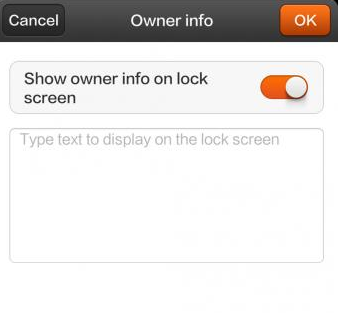 Cancel Owner info OK
Show owner info on lock
screen
Type text to display on the lock screen